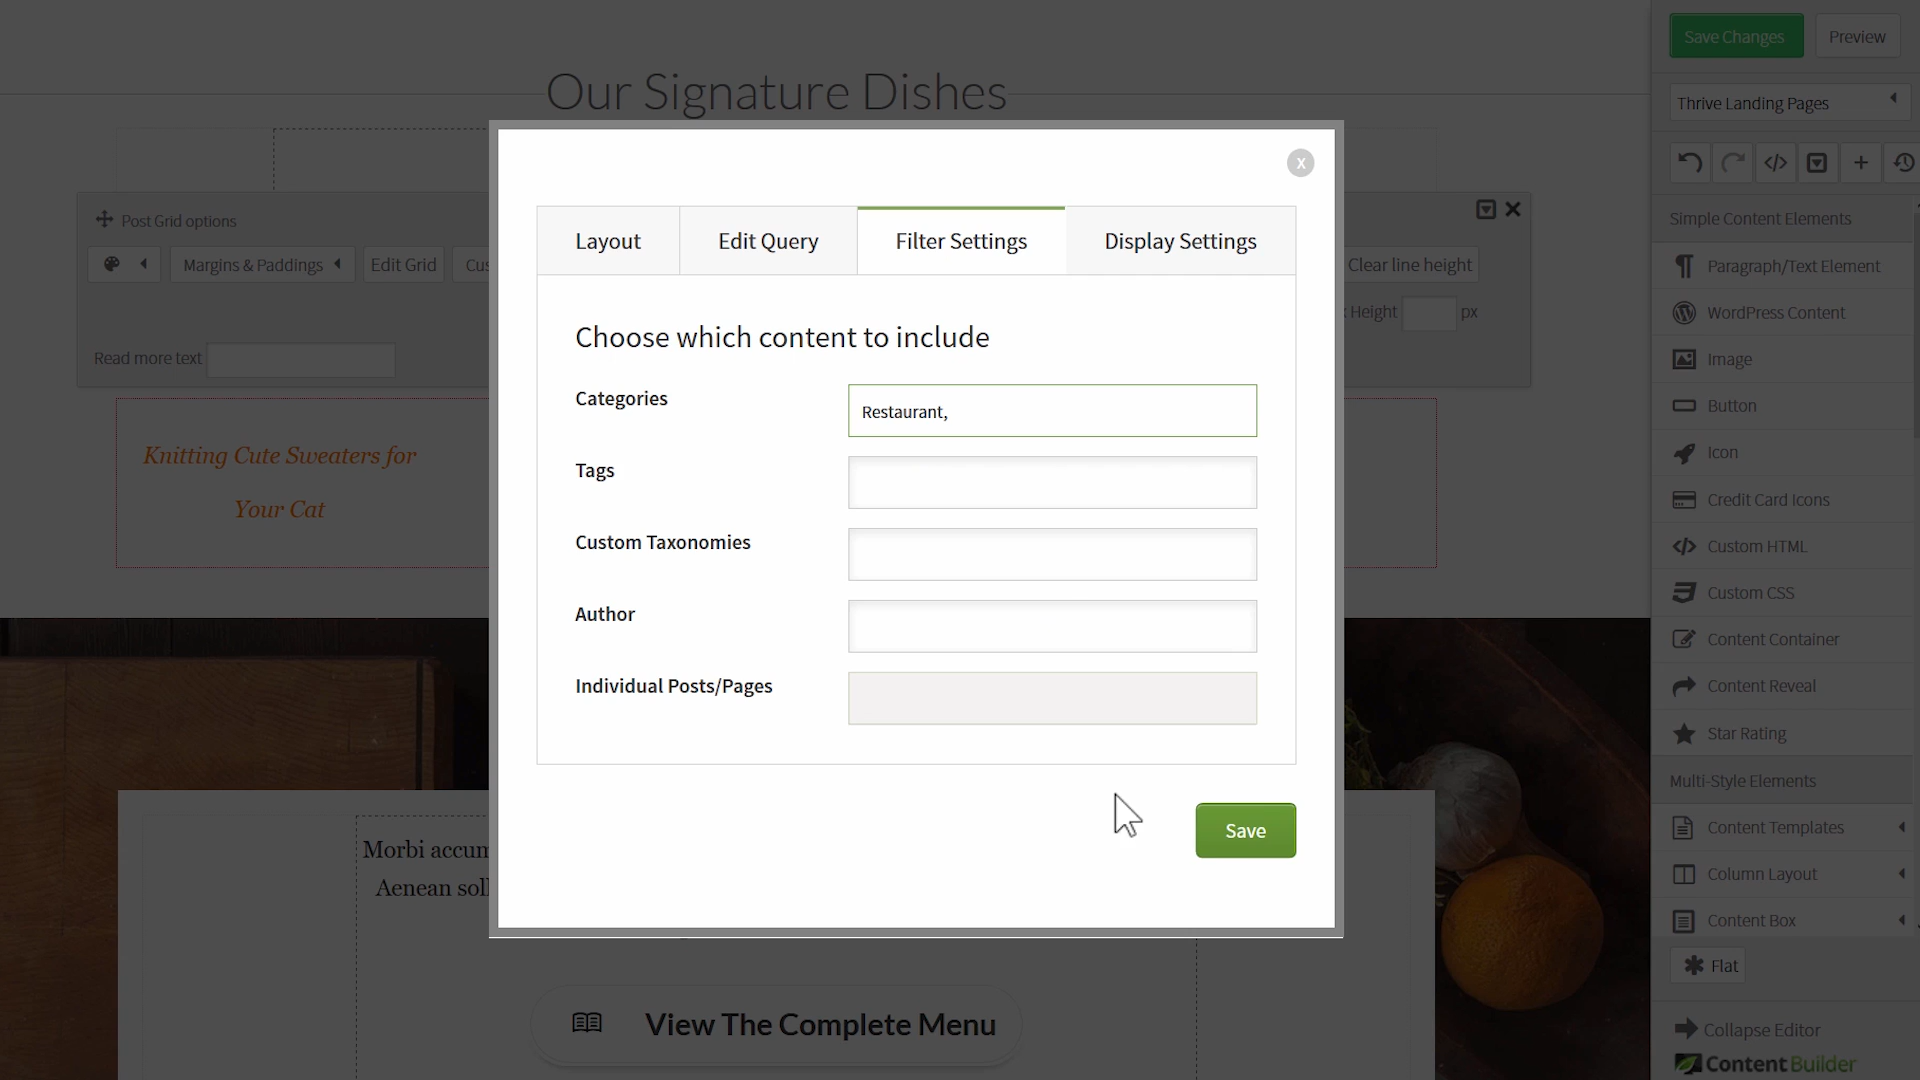 Save Changes
Preview
Our Signature Dishes
Thrive Landing Pages
x
Post Grid options
Layout
Edit Query
Filter Settings
Display Settings
Simple Content Elements
Margins & Paddings
Edit Grid
Clear line height
Paragraph/Text Element
Height
px
WordPress Content
Read more text
Choose which content to include
Image
Categories
Restaurant,
Button
Knitting Cute Sweaters for
Your Cat
Icon
Tags
Credit Card Icons
Custom Taxonomies
Custom HTML
Custom CSS
Author
Content Container
Individual Posts/Pages
Content Reveal
Star Rating
Multi-Style Elements
Save
Content Templates
Morbi accum
Column Layout
Aenean soll
Content Box
Flat
View The Complete Menu
Collapse Editor
Content Builder